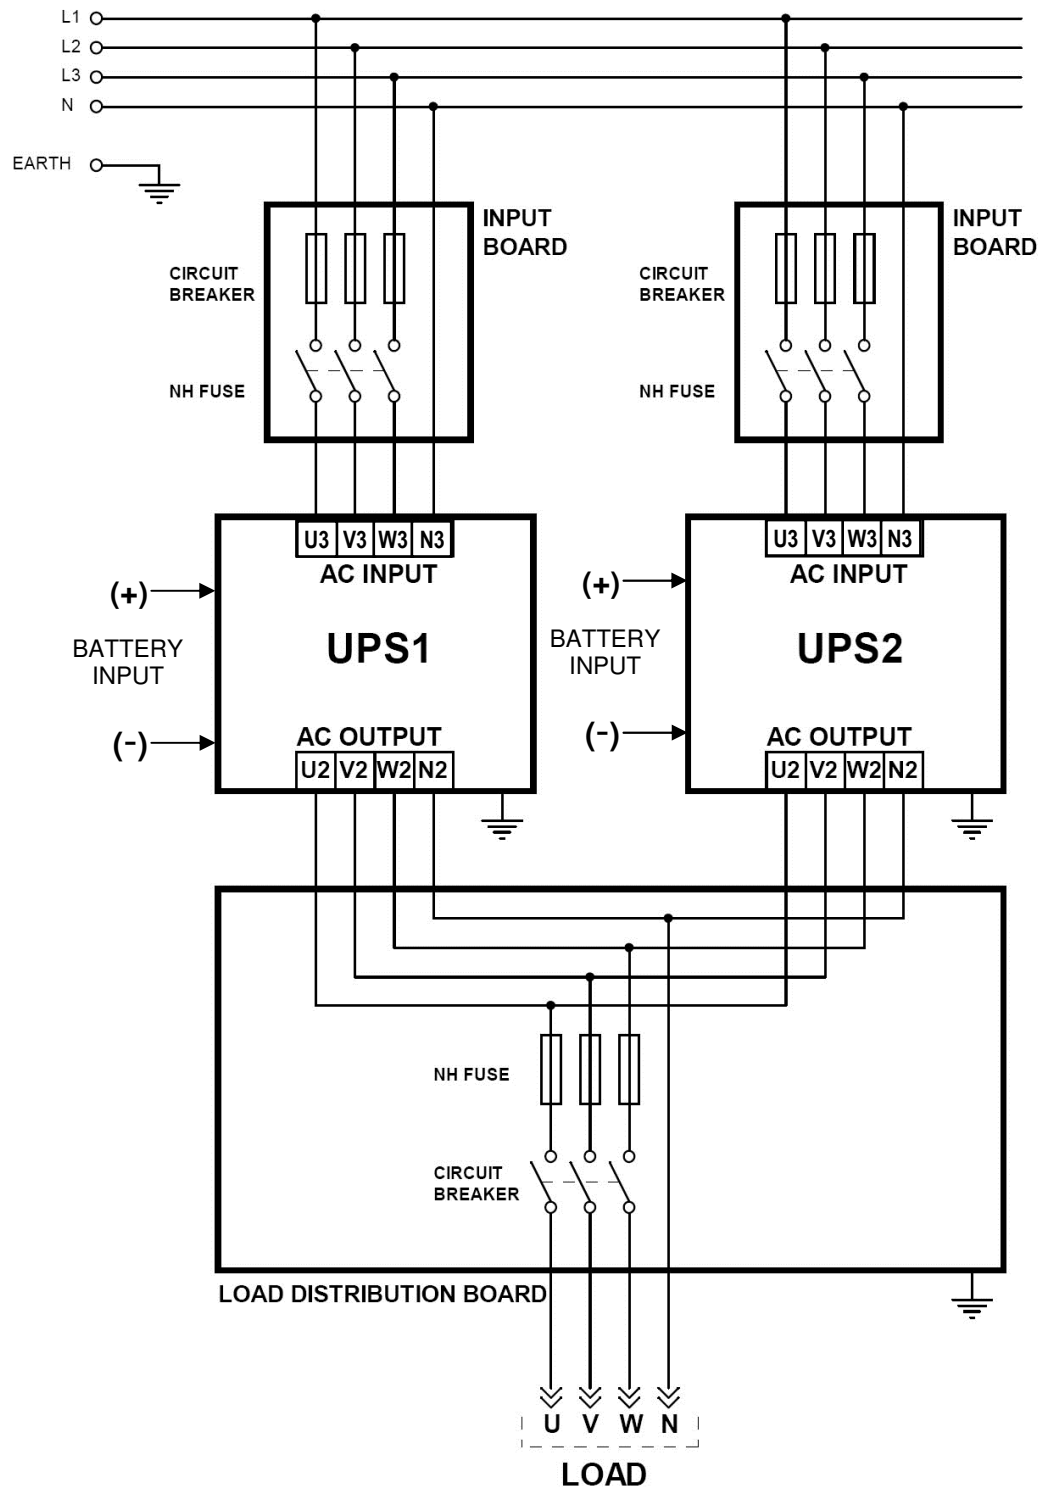 L1
L2
L3
N
EARTH
INPUT
BOARD
INPUT
BOARD
CIRCUIT
BREAKER
CIRCUIT
BREAKER
NH FUSE
NH FUSE
U3 V3 W3 N3
U3 V3 W3 N3
AC INPUT
AC INPUT
(+)
(+)
BATTERY
INPUT
UPS1
BATTERY
INPUT
UPS2
(-)
(-)
AC OUTPUT
AC OUTPUT
U2 V2 W2 N2
U2 V2 W2 N2
NH FUSE
CIRCUIT
BREAKER
LOAD DISTRIBUTION BOARD
U V W N
LOAD